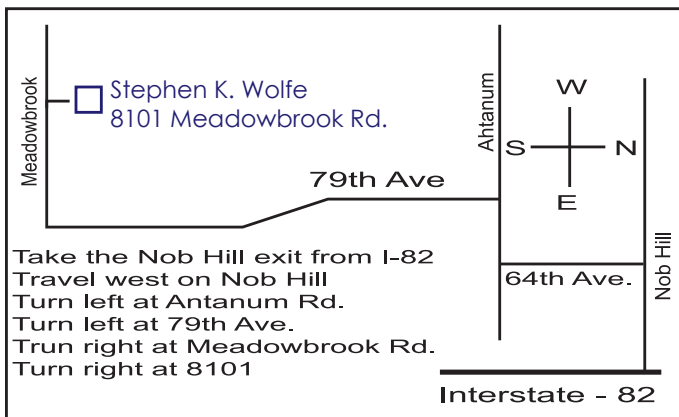 Meadowbrook
Stephen K. Wolfe
8101 Meadowbrook Rd.
Ahtanum
W
S
N
E
79th Ave
64th Ave.
Nob Hill
Take the Nob Hill exit from I-82
Travel west on Nob Hill
Turn left at Antanum Rd.
Turn left at 79th Ave.
Trun right at Meadowbrook Rd.
Turn right at 8101
Interstate - 82